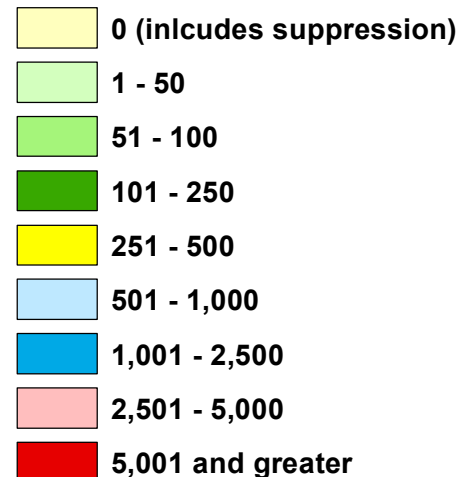 0 (inlcudes suppression)
1 - 50
51 - 100
101 - 250
251 - 500
501 - 1,000
1,001 - 2,500
2,501 - 5,000
5,001 and greater